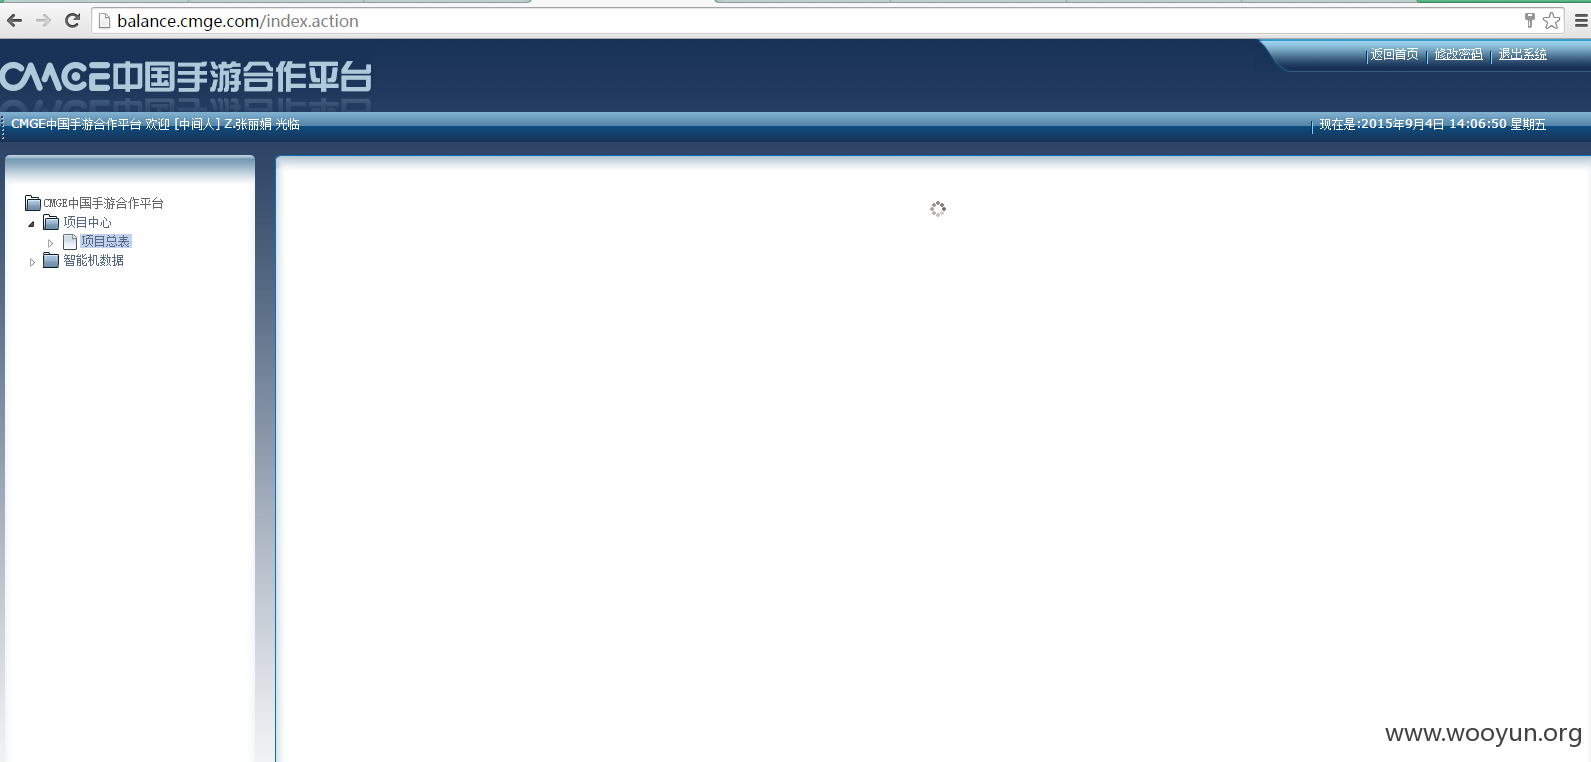 balance.cmge.com/index.action
返回首页 修改密码 退出系统
CMGE中国手游合作平台
CMGE中国手游合作平台 欢迎 [中间人] Z.张丽娟 光临
现在是:2015年9月4日 14:06:50 星期五
CMGE中国手游合作平台
项目中心
项目总表
智能机数据
www.wooyun.org